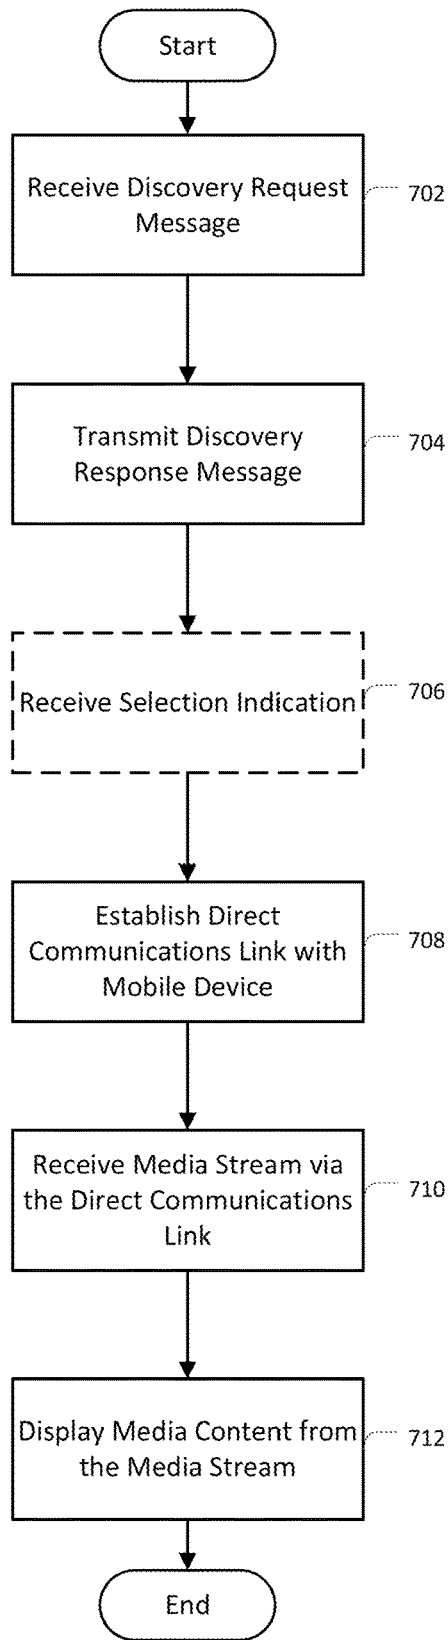 Start
Receive Discovery Request
Message
702
Transmit Discovery
Response Message
704
Receive Selection Indication
706
Establish Direct
Communications Link with
Mobile Device
708
Receive Media Stream via
the Direct Communications
Link
710
Display Media Content from
the Media Stream
712
End